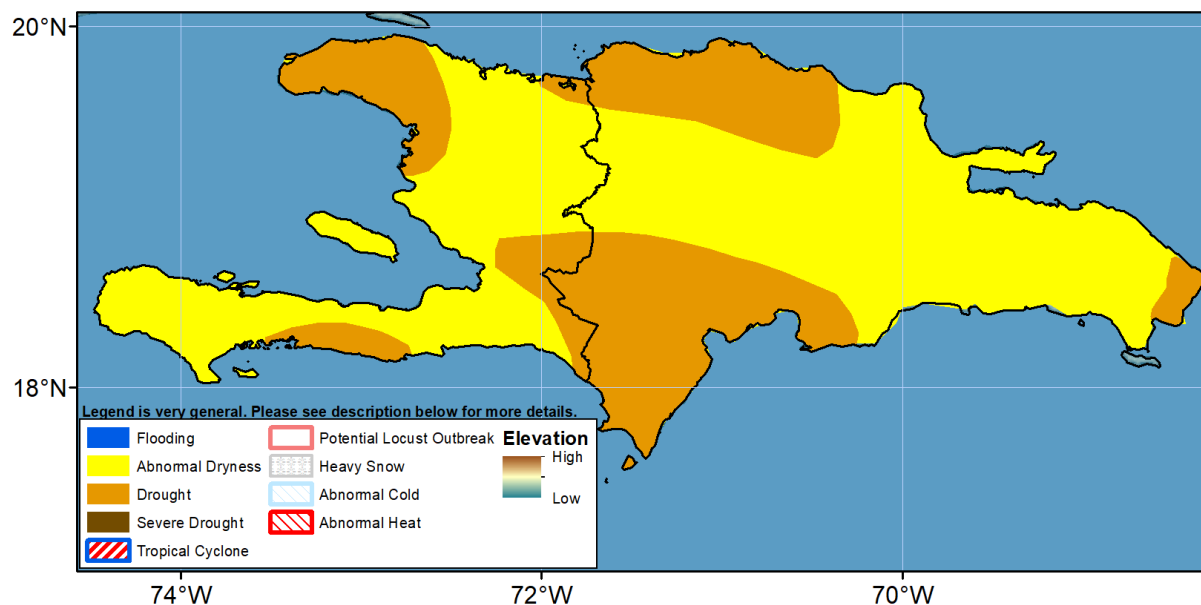 20°N
18°N
Legend is very general. Please see description below for more details.
Flooding
Abnormal Dryness
Drought
Severe Drought
Tropical Cyclone
Potential Locust Outbreak
Heavy Snow
Abnormal Cold
Abnormal Heat
Elevation
High
Low
74°W
72°W
70°W